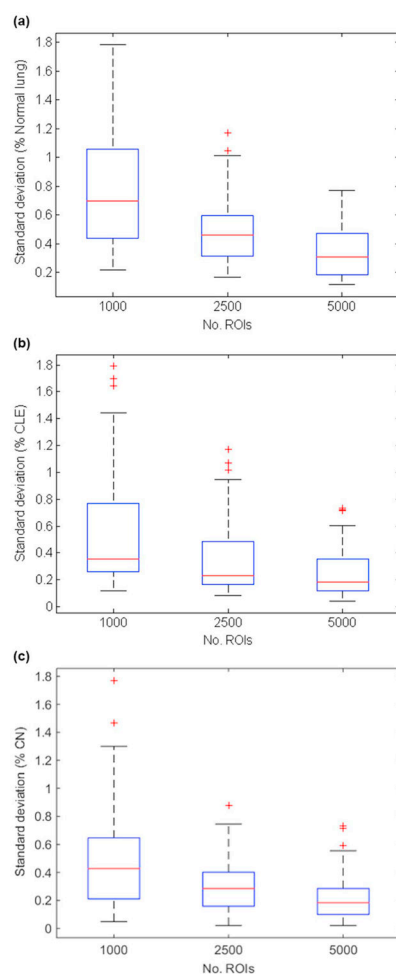 (a)
1.8
1.6
1.4
1.2
1
0.8
0.6
0.4
0.2
Standard deviation (% Normal lung)
1000 2500 5000
No. ROIs
(b)
1.8
1.6
1.4
1.2
1
0.8
0.6
0.4
0.2
0
Standard deviation (% CLE)
1000 2500 5000
No. ROIs
(c)
1.8
1.6
1.4
1.2
1
0.8
0.6
0.4
0.2
0
Standard deviation (% CN)
1000 2500 5000
No. ROIs